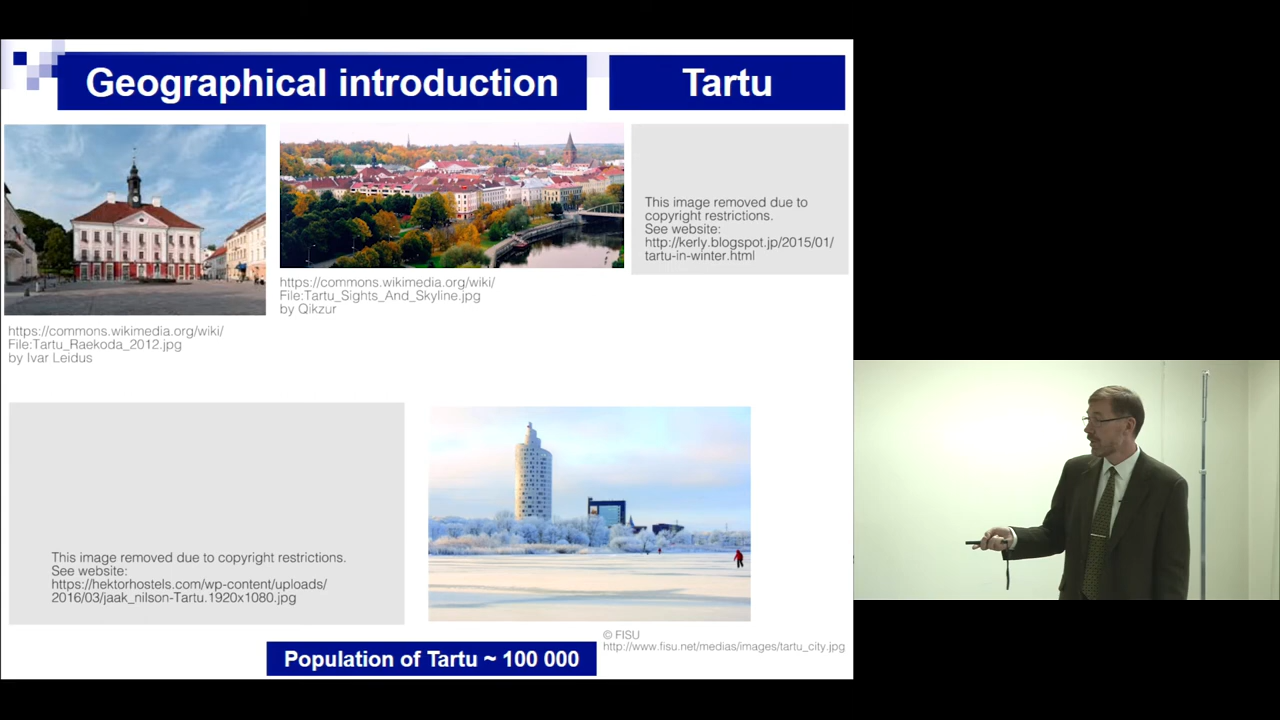 Geographical introduction
Tartu
This image removed due to
copyright restrictions.
See website:
http://kerly.blogspot.jp/2015/01/
tartu-in-winter.html
https://commons.wikimedia.org/wiki/
File:Tartu_Sights_And_Skyline.jpg
by Qikzur
https://commons.wikimedia.org/wiki/
File:Tartu_Raekoda_2012.jpg
by Ivar Leidus
This image removed due to copyright restrictions.
See website:
https://hektorhostels.com/wp-content/uploads/
2016/03/jaak_nilson-Tartu.1920x1080.jpg
© FISU
http://www.fisu.net/medias/images/tartu_city.jpg
Population of Tartu ~ 100 000